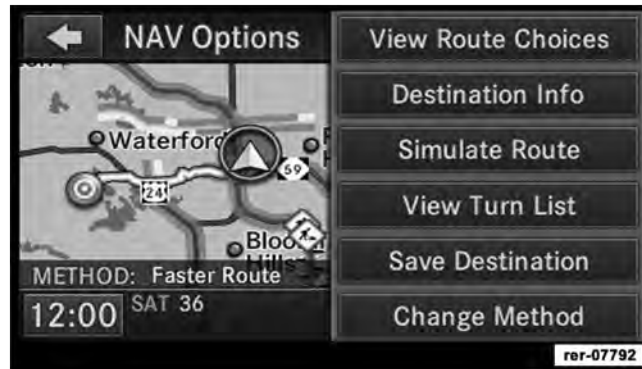 NAV Options
View Route Choices
Destination Info
Simulate Route
View Turn List
Save Destination
Change Method
Waterford
59
24
METHOD: Faster Route
12:00
SAT 36
rer-07792